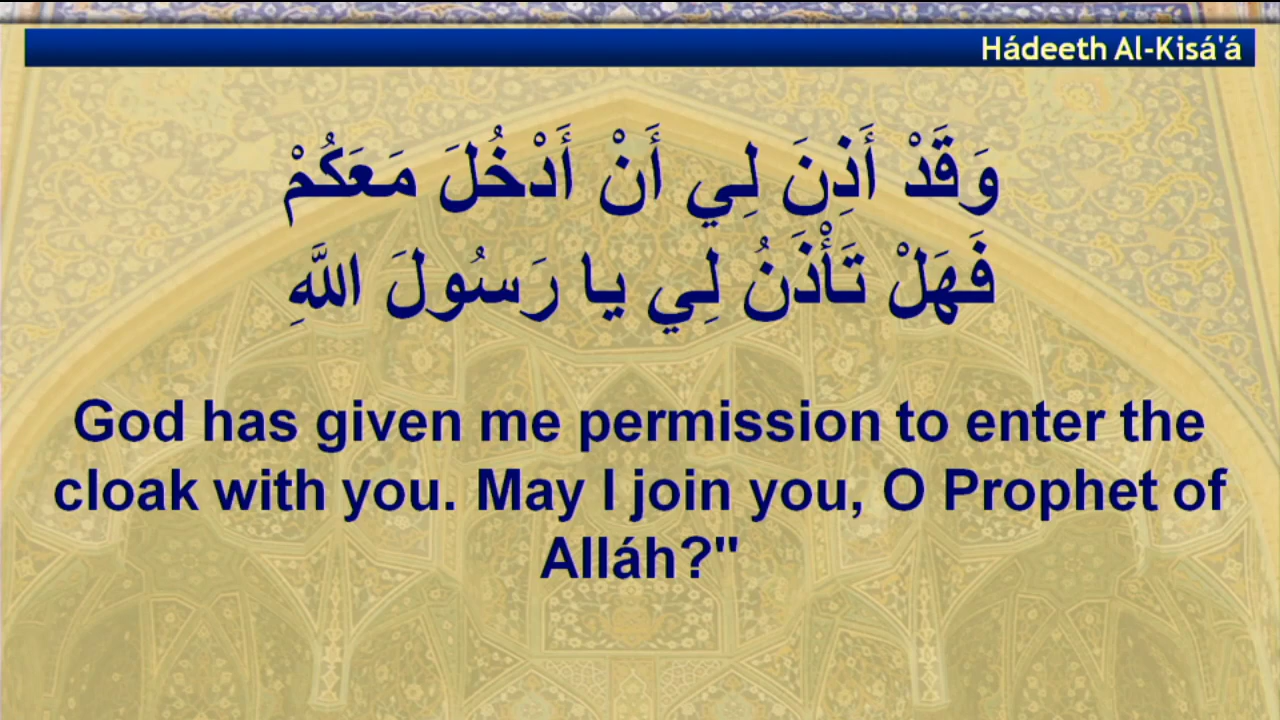 Hádeeth Al-Kisá'á
وَقَدْ أَذِنَ لِي أَنْ أَدْخُلَ مَعَكُمْ
فَهَلْ تَأْذَنُ لِي يا رَسُولَ اللَّهِ
God has given me permission to enter the
cloak with you. May I join you, O Prophet of
Alláh?"